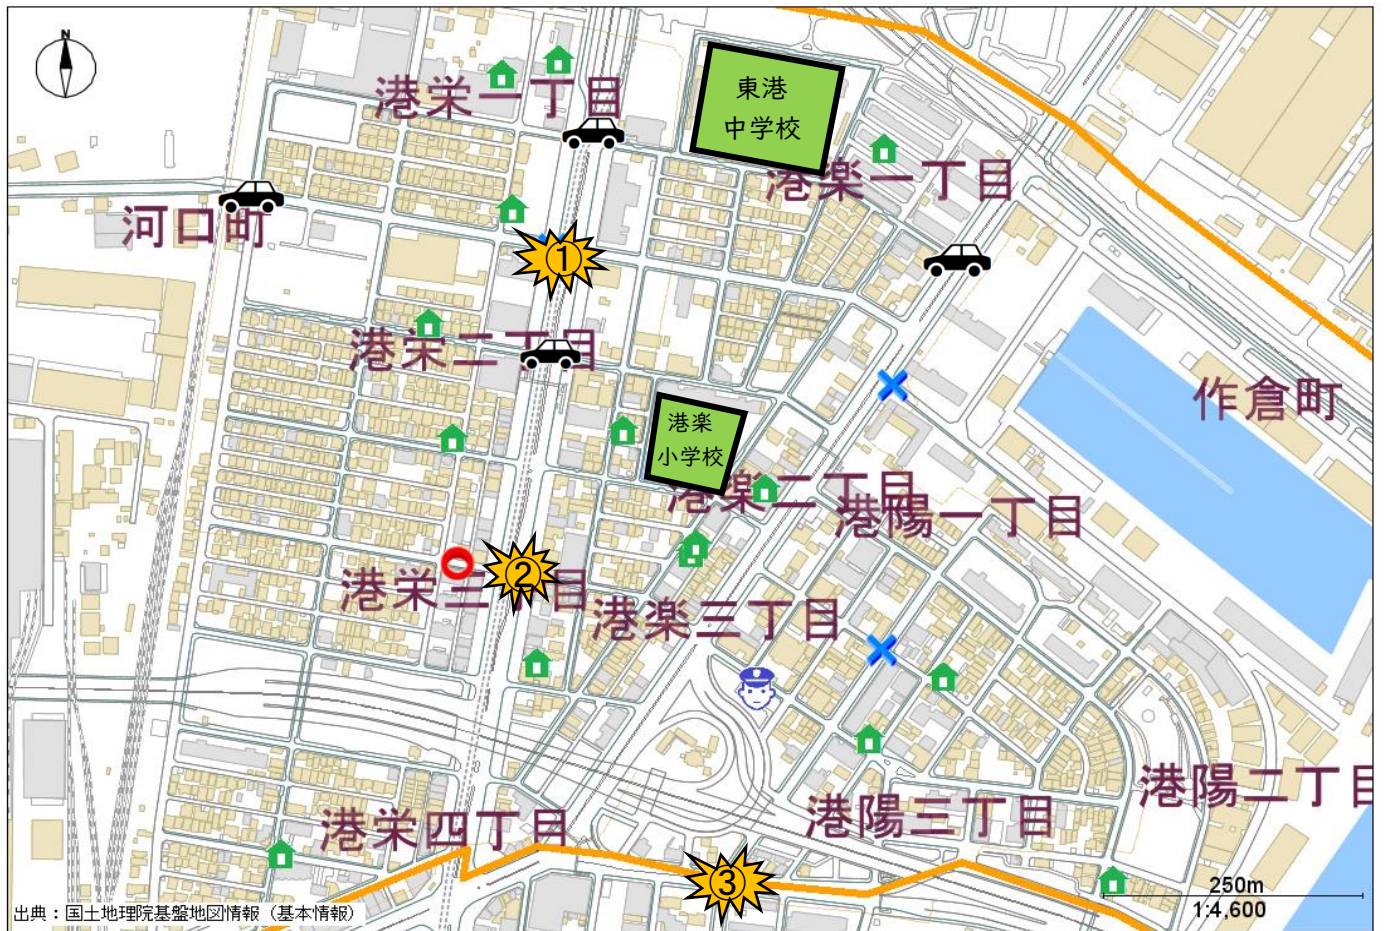 N
港栄一丁目
東港
中学校
港楽一丁目
河口町
①
港栄二丁目
作倉町
港楽
小学校
港楽二丁目
港陽一丁目
②
港栄三丁目
港楽三丁目
港陽二丁目
港陽三丁目
港栄四丁目
③
250m
1:4,600
出典：国土地理院基盤地図情報（基本情報）